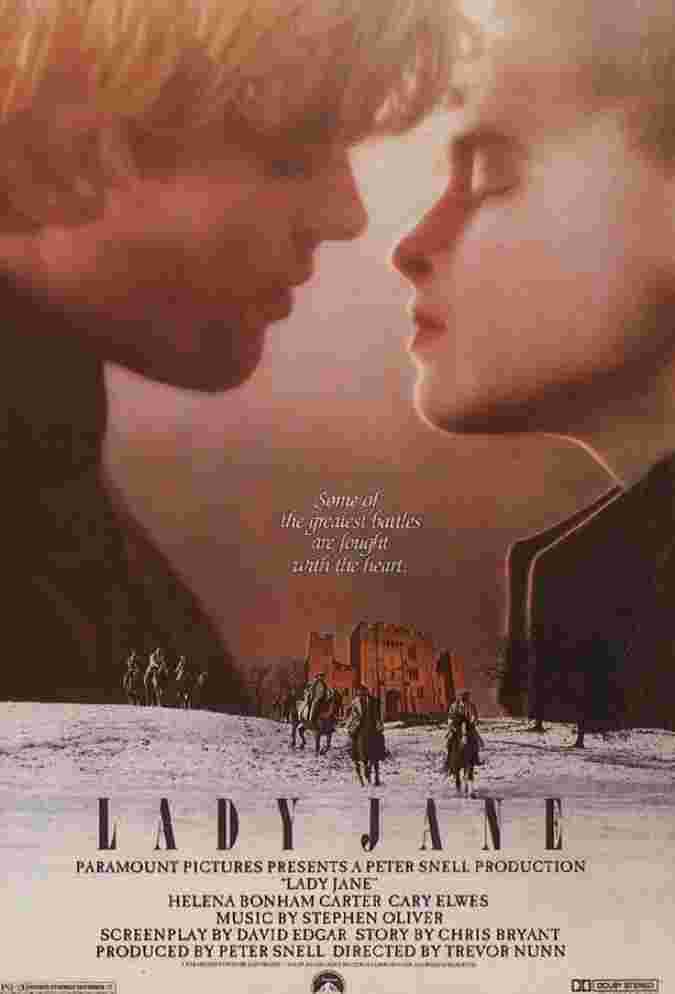 Some of
the greatest battles
are fought
with the heart.
LADY JANE
PARAMOUNT PICTURES PRESENTS A PETER SNELL PRODUCTION
"LADY JANE"
HELENA BONHAM CARTER CARY ELWES
MUSIC BY STEPHEN OLIVER
SCREENPLAY BY DAVID EDGAR STORY BY CHRIS BRYANT
PRODUCED BY PETER SNELL DIRECTED BY TREVOR NUNN
DOLBY STEREO